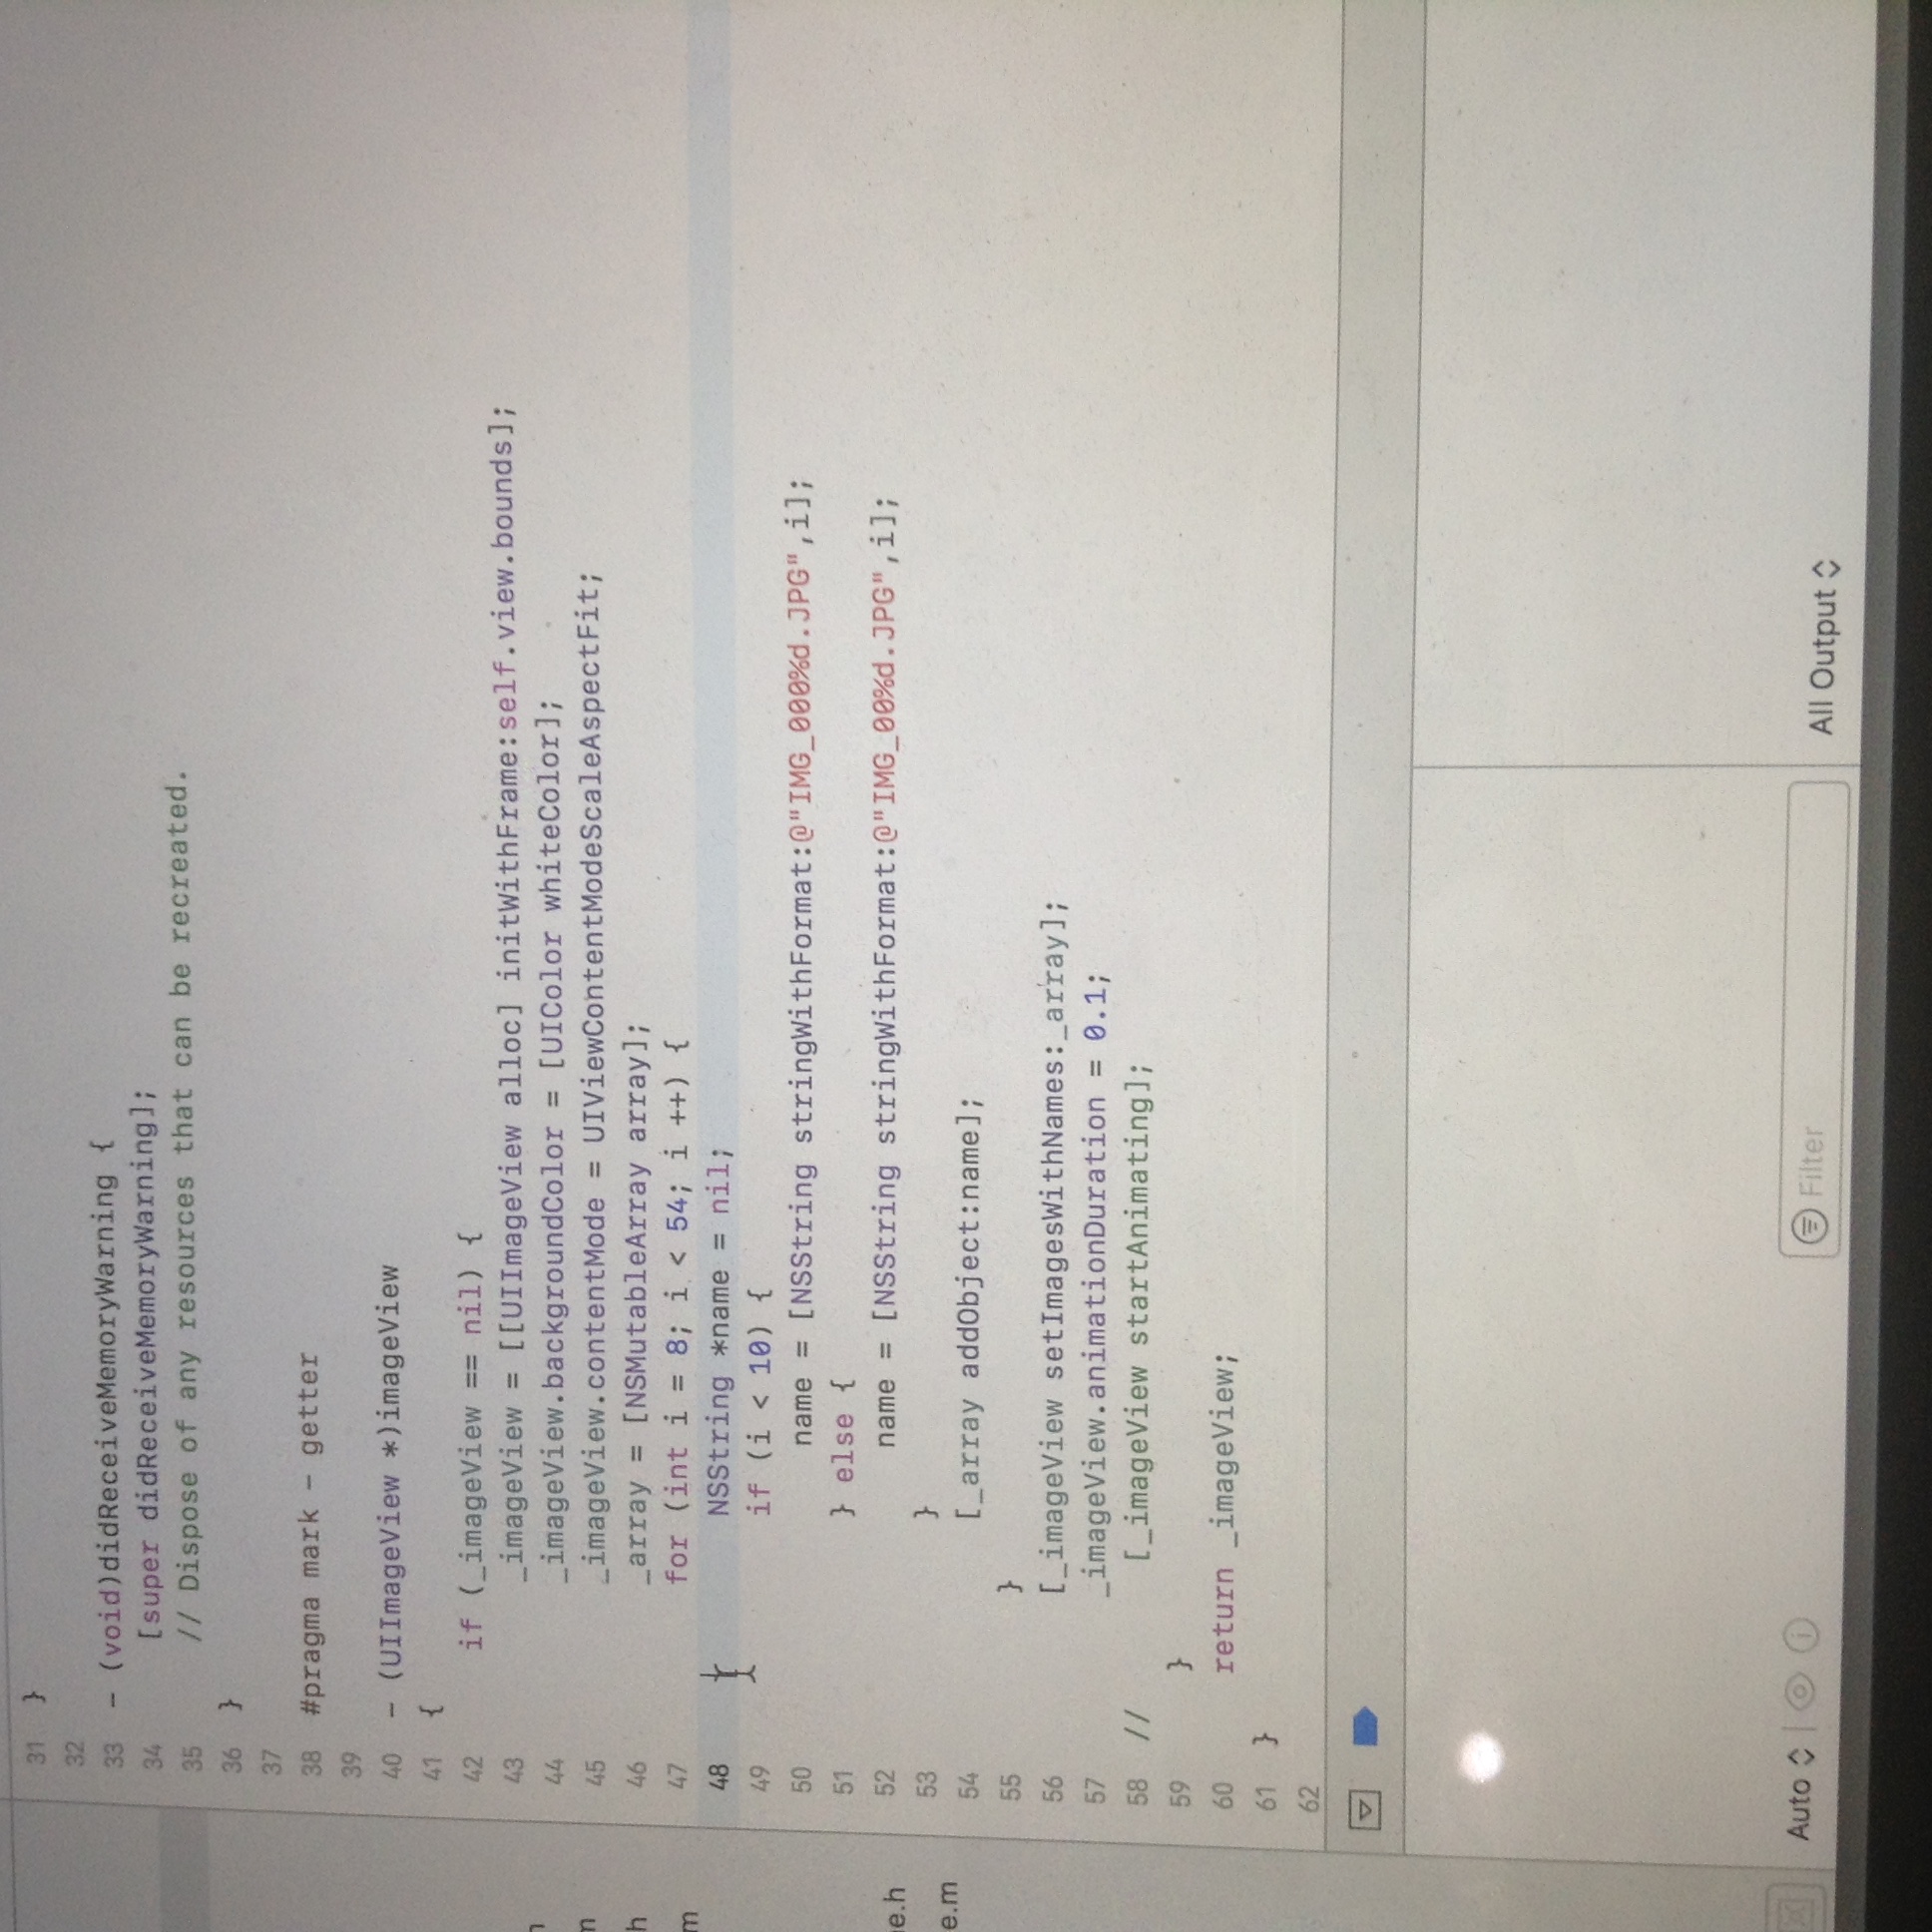 31 }
32
33 - (void)didReceiveMemoryWarning {
34 [super didReceiveMemoryWarning];
35 // Dispose of any resources that can be recreated.
36 }
37
38 #pragma mark - getter
39
40 - (UIImageView *)imageView
41 {
42 if (_imageView == nil) {
43 _imageView = [[UIImageView alloc] initWithFrame:self.view.bounds];
44 _imageView.backgroundColor = [UIColor whiteColor];
45 _imageView.contentMode = UIViewContentModeScaleAspectFit;
46 _array = [NSMutableArray array];
47 for (int i = 8; i < 54; i ++) {
48 NSString *name = nil;
49 if (i < 10) {
50 name = [NSString stringWithFormat:@"IMG_000%d.JPG",i];
51 } else {
52 name = [NSString stringWithFormat:@"IMG_00%d.JPG",i];
53 }
54 [_array addObject:name];
55 }
56 [_imageView setImagesWithNames:_array];
57 _imageView.animationDuration = 0.1;
58 // [_imageView startAnimating];
59 }
60 return _imageView;
61 }
62
m
h
m
e.h
e.m
Auto
Filter
All Output